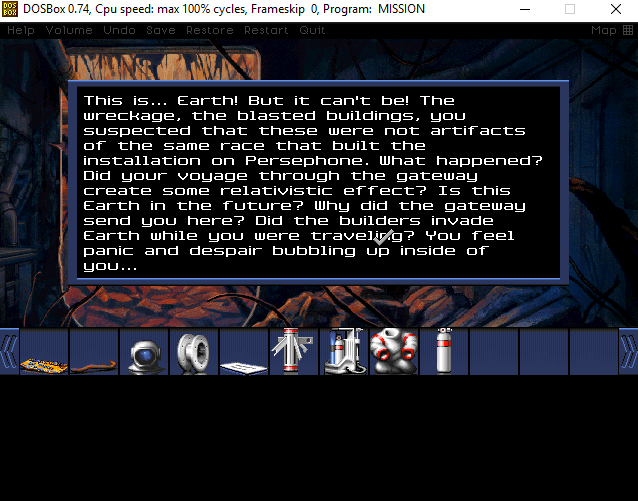 DOSBox 0.74, Cpu speed: max 100% cycles, Frameskip 0, Program: MISSION
Help Volume Undo Save Restore Restart Quit Map
This is... Earth! But it can't be! The
wreckage, the blasted buildings, you
suspected that these were not artifacts
of the same race that built the
installation on Persephone. What happened?
Did your voyage through the gateway
create some relativistic effect? Is this
Earth in the future? Why did the gateway
send you here? Did the builders invade
Earth while you were traveling? You feel
panic and despair bubbling up inside of
you...